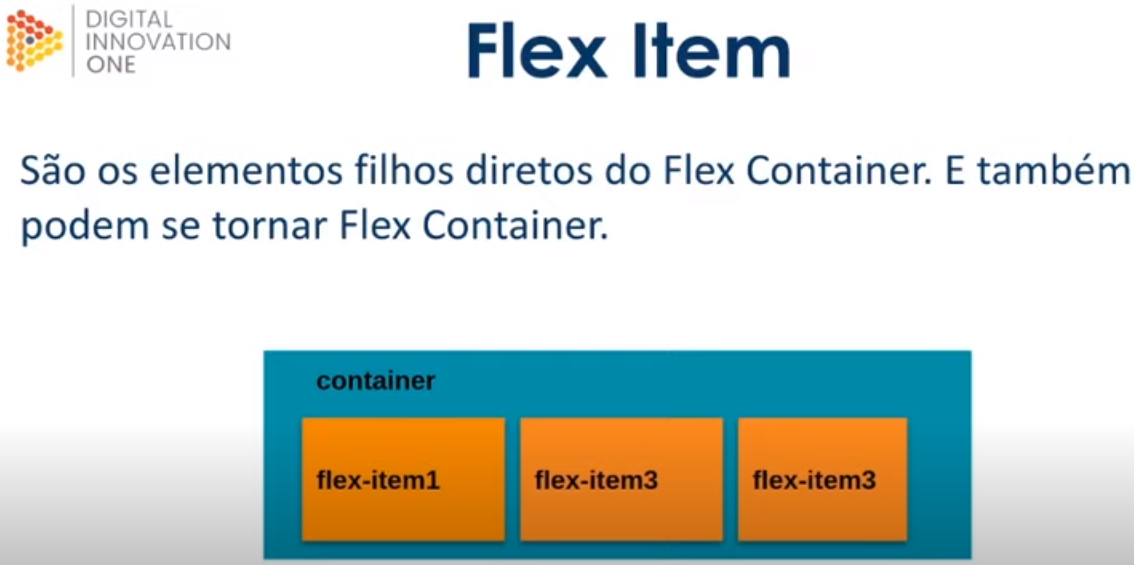 DIGITAL
INNOVATION
ONE
Flex Item
São os elementos filhos diretos do Flex Container. E também
podem se tornar Flex Container.
container
flex-item1 flex-item3 flex-item3